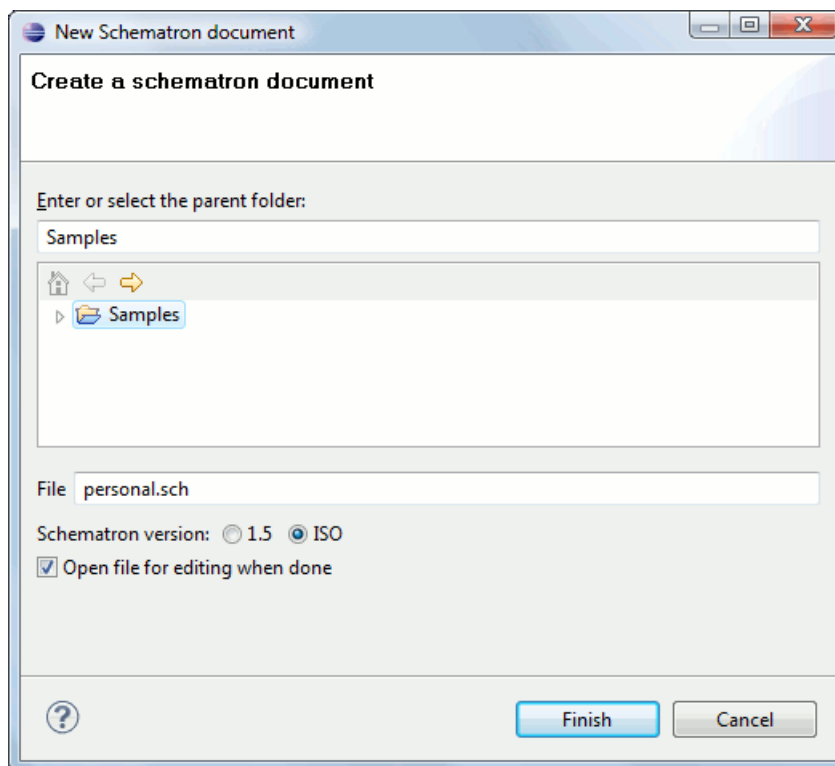 New Schematron document
Create a schematron document
Enter or select the parent folder:
Samples
Samples
File personal.sch
Schematron version: 1.5 ISO
Open file for editing when done
? Finish Cancel